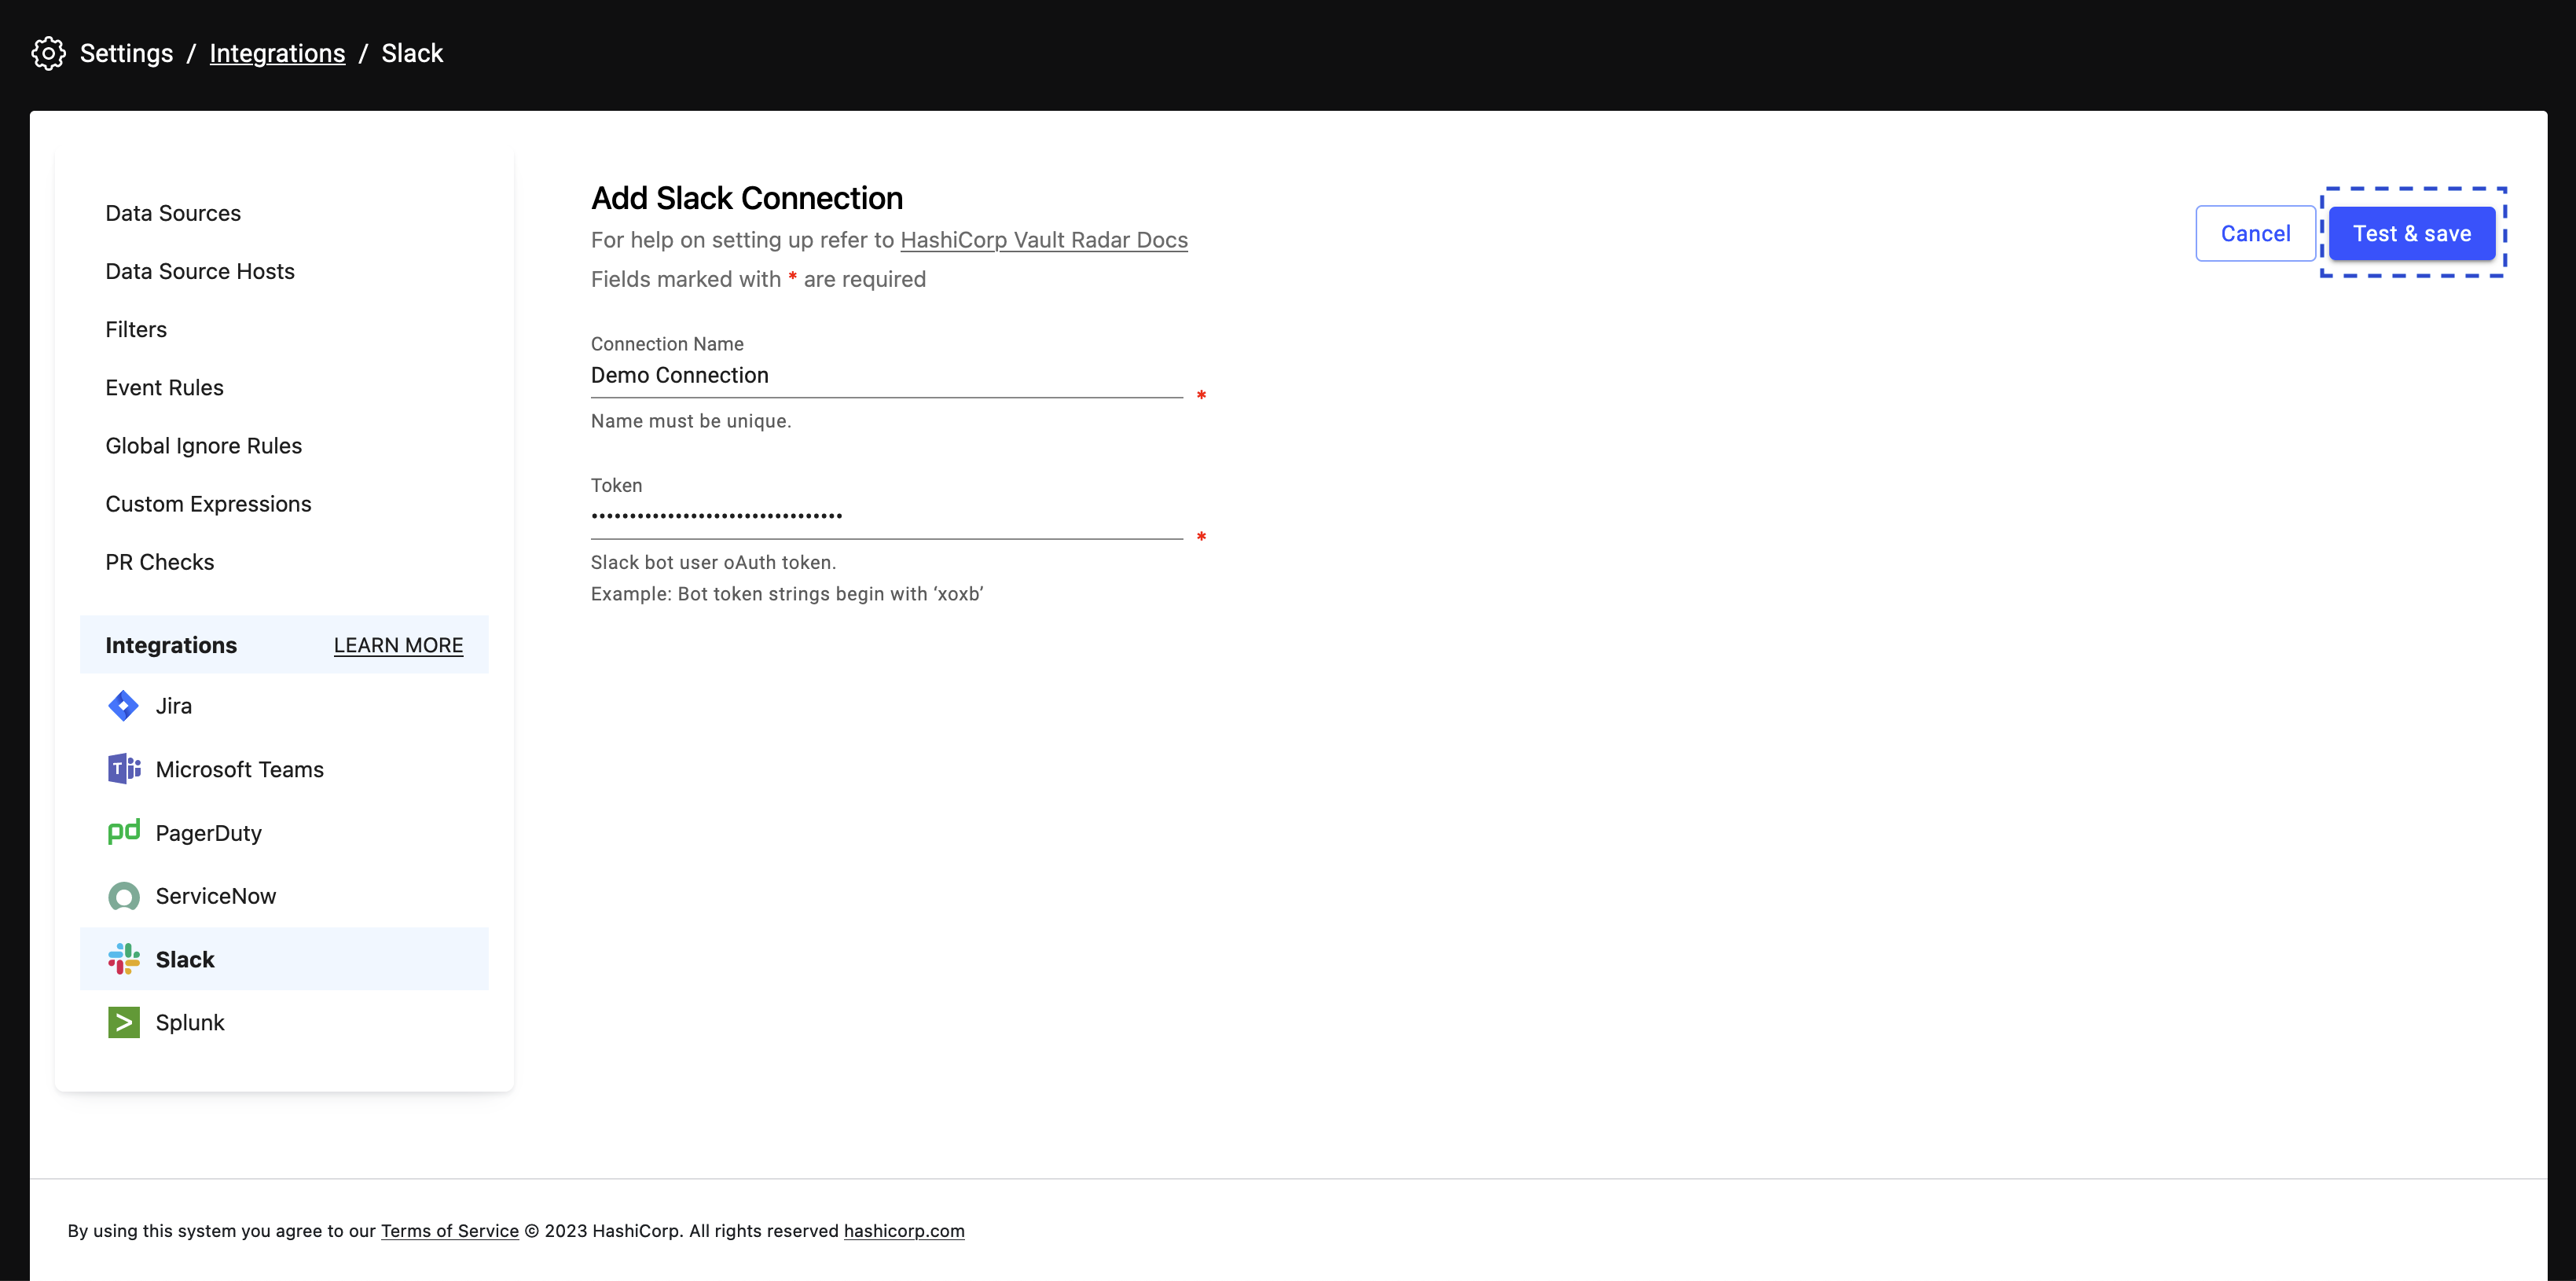 Settings / Integrations / Slack
Data Sources
Data Source Hosts
Filters
Event Rules
Global Ignore Rules
Custom Expressions
PR Checks
Integrations LEARN MORE
Jira
Microsoft Teams
PagerDuty
ServiceNow
Slack
Splunk
Add Slack Connection
For help on setting up refer to HashiCorp Vault Radar Docs
Fields marked with * are required
Cancel
Test & save
Connection Name
Demo Connection
*
Name must be unique.
Token
•••••••••••••••••••••••••••••••••
*
Slack bot user oAuth token.
Example: Bot token strings begin with ‘xoxb’
By using this system you agree to our Terms of Service © 2023 HashiCorp. All rights reserved hashicorp.com